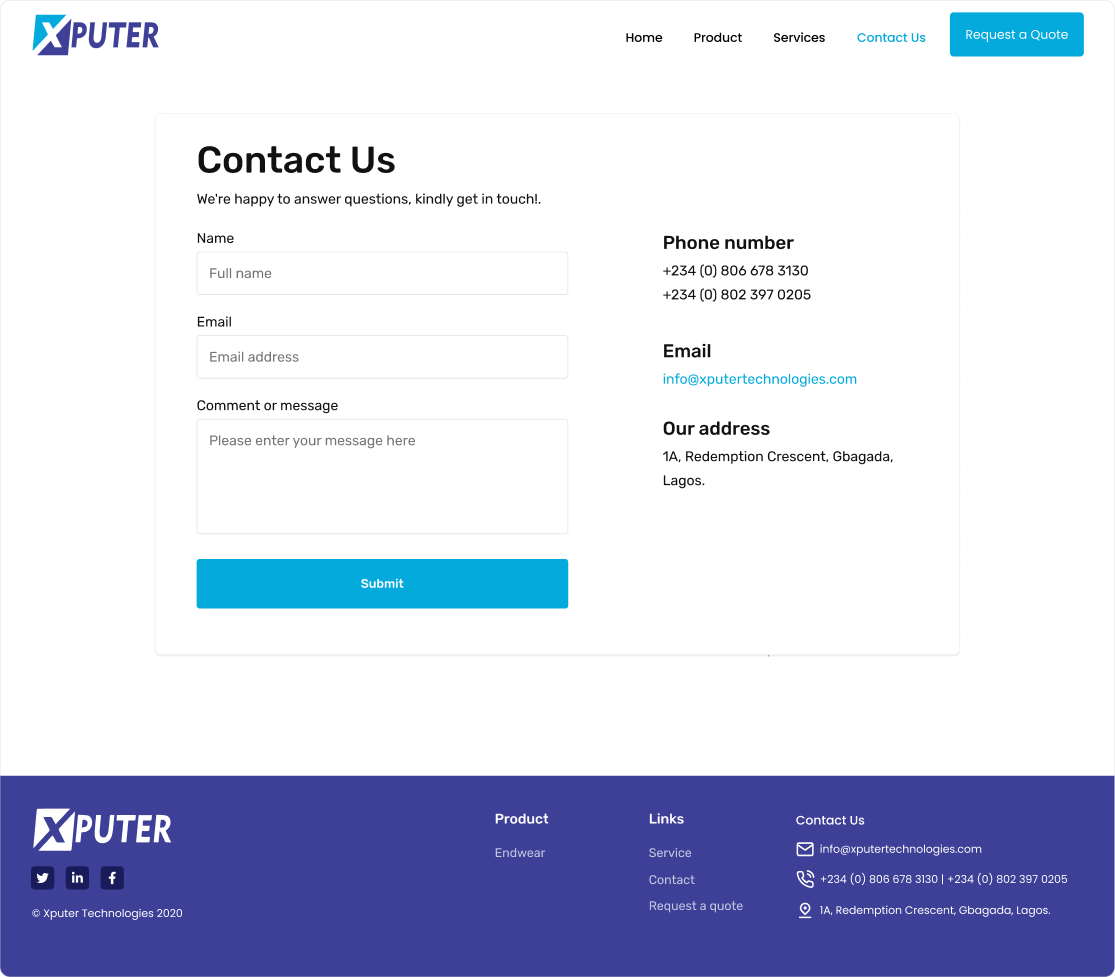 XPUTER
Home Product Services Contact Us Request a Quote
Contact Us
We're happy to answer questions, kindly get in touch!.
Name
Full name
Email
Email address
Comment or message
Please enter your message here
Submit
Phone number
+234 (0) 806 678 3130
+234 (0) 802 397 0205
Email
info@xputertechnologies.com
Our address
1A, Redemption Crescent, Gbagada,
Lagos.
XPUTER
© Xputer Technologies 2020
Product
Endwear
Links
Service
Contact
Request a quote
Contact Us
info@xputertechnologies.com
+234 (0) 806 678 3130 | +234 (0) 802 397 0205
1A, Redemption Crescent, Gbagada, Lagos.